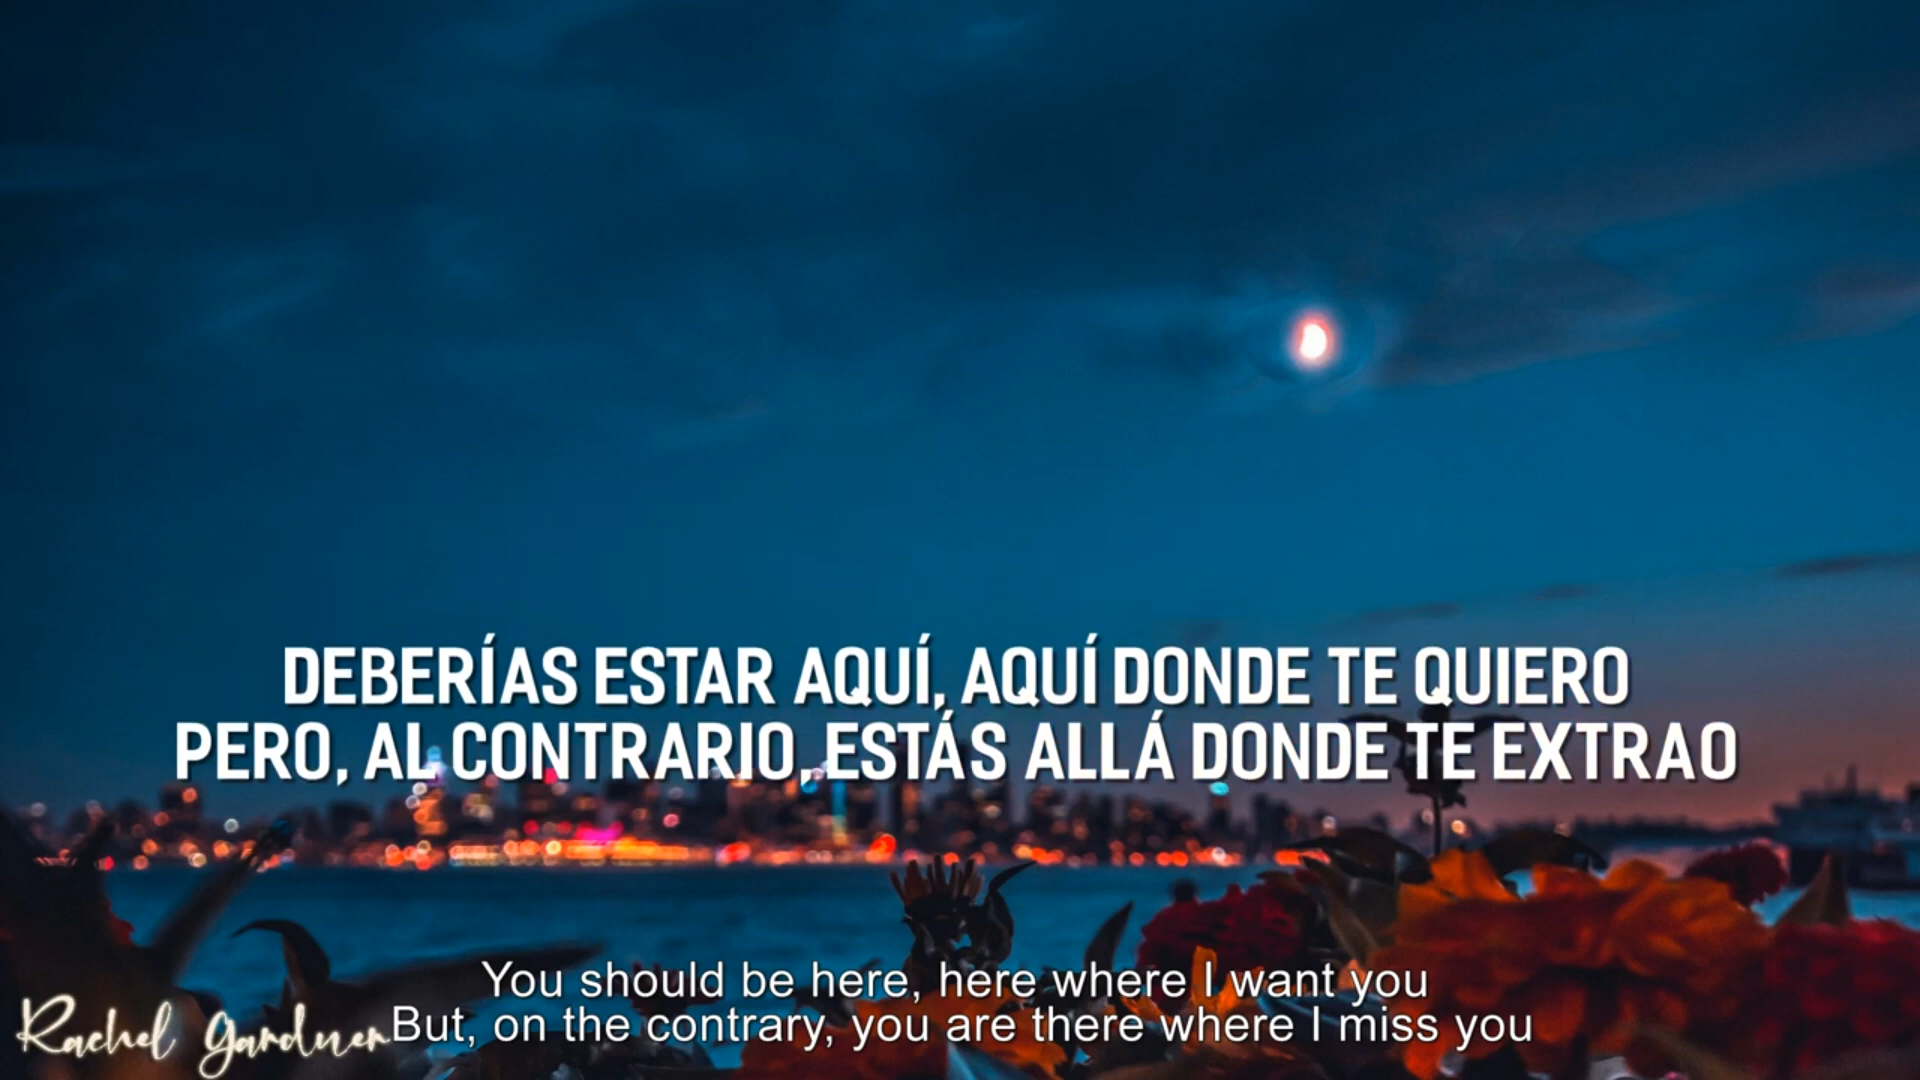 DEBERÍAS ESTAR AQUÍ, AQUÍ DONDE TE QUIERO
PERO, AL CONTRARIO, ESTÁS ALLÁ DONDE TE EXTRAO
You should be here, here where I want you
But, on the contrary, you are there where I miss you
Rachel Gardner